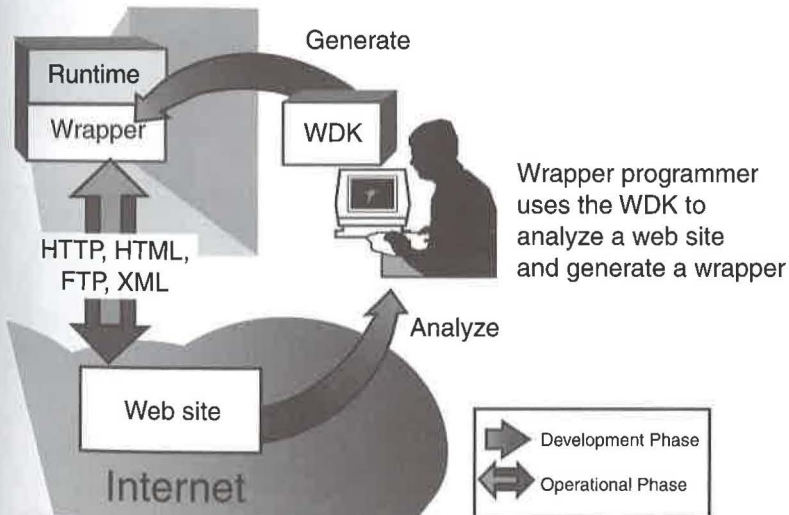 Generate
Runtime
Wrapper
WDK
Wrapper programmer
uses the WDK to
analyze a web site
and generate a wrapper
HTTP, HTML,
FTP, XML
Analyze
Web site
Internet
Development Phase
Operational Phase